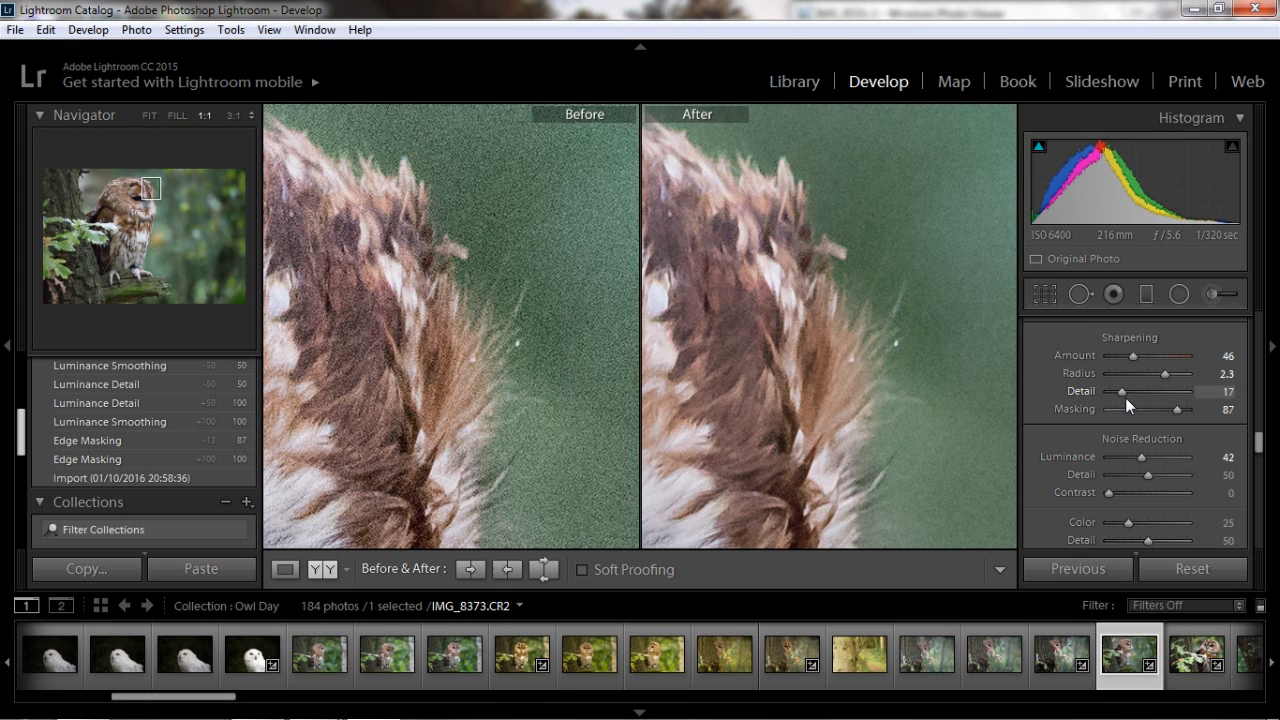 Lightroom Catalog - Adobe Photoshop Lightroom - Develop
File Edit Develop Photo Settings Tools View Window Help
Lr
Adobe Lightroom CC 2015
Get started with Lightroom mobile
Library Develop Map Book Slideshow Print Web
Navigator FIT FILL 1:1 3:1
Luminance Smoothing -50 50
Luminance Detail -50 50
Luminance Detail +50 100
Luminance Smoothing +100 100
Edge Masking -13 87
Edge Masking +100 100
Import (01/10/2016 20:58:36)
Collections
Filter Collections
Copy... Paste
Before After
Before & After : Soft Proofing
Histogram
ISO 6400 216 mm ƒ / 5.6 1/320 sec
Original Photo
Sharpening
Amount 46
Radius 2.3
Detail 17
Masking 87
Noise Reduction
Luminance 42
Detail 50
Contrast 0
Color 25
Detail 50
Previous Reset
1 2 Collection : Owl Day 184 photos /1 selected /IMG_8373.CR2 Filter : Filters Off